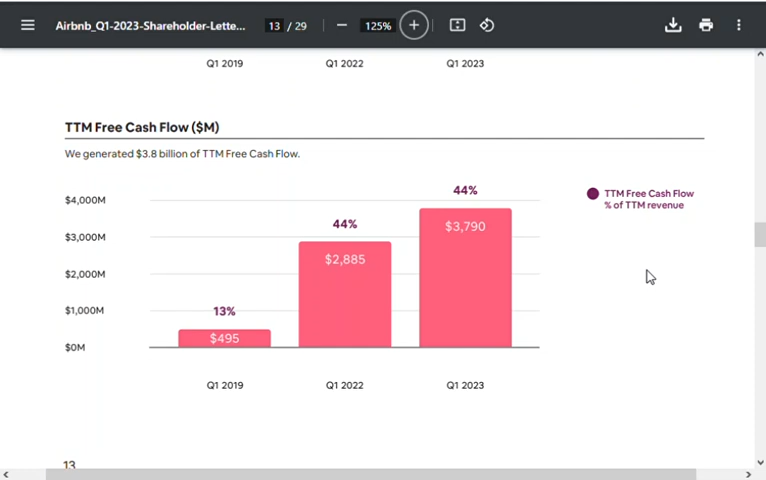 Airbnb_Q1-2023-Shareholder-Lette...
13 / 29
125%
Q1 2019 Q1 2022 Q1 2023
TTM Free Cash Flow ($M)
We generated $3.8 billion of TTM Free Cash Flow.
$4,000M
$3,000M
$2,000M
$1,000M
$0M
13%
$495
44%
$2,885
44%
$3,790
TTM Free Cash Flow
% of TTM revenue
Q1 2019 Q1 2022 Q1 2023
13